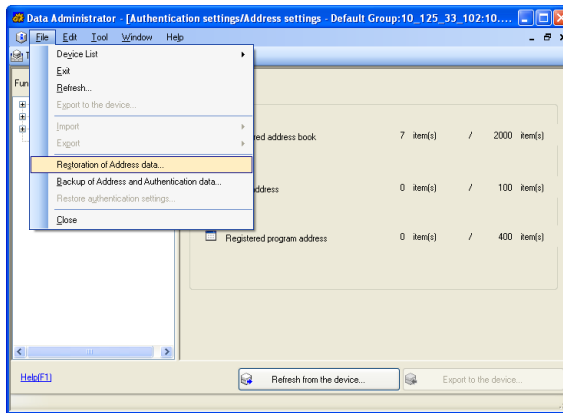 Data Administrator - [Authentication settings/Address settings - Default Group:10_125_33_102:10....
File Edit Tool Window Help
Device List
Exit
Refresh...
Export to the device...
Import
Export
Restoration of Address data...
Backup of Address and Authentication data...
Restore authentication settings...
Close
address book 7 item(s) / 2000 item(s)
address 0 item(s) / 100 item(s)
Registered program address 0 item(s) / 400 item(s)
Help(F1)
Refresh from the device...
Export to the device...